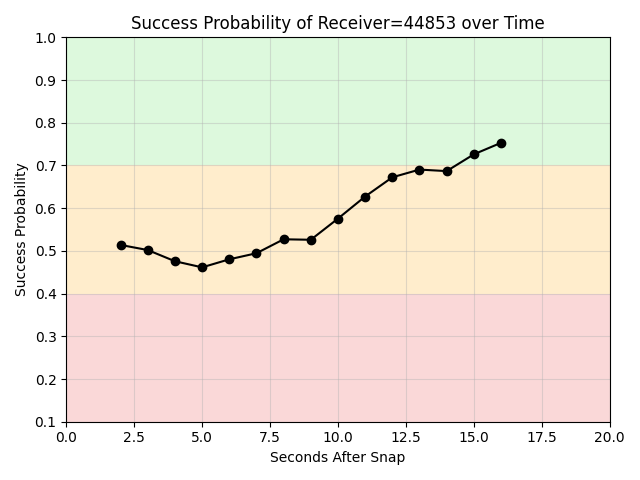 Success Probability of Receiver=44853 over Time
1.0
0.9
0.8
0.7
0.6
0.5
0.4
0.3
0.2
0.1
Success Probability
0.0 2.5 5.0 7.5 10.0 12.5 15.0 17.5 20.0
Seconds After Snap